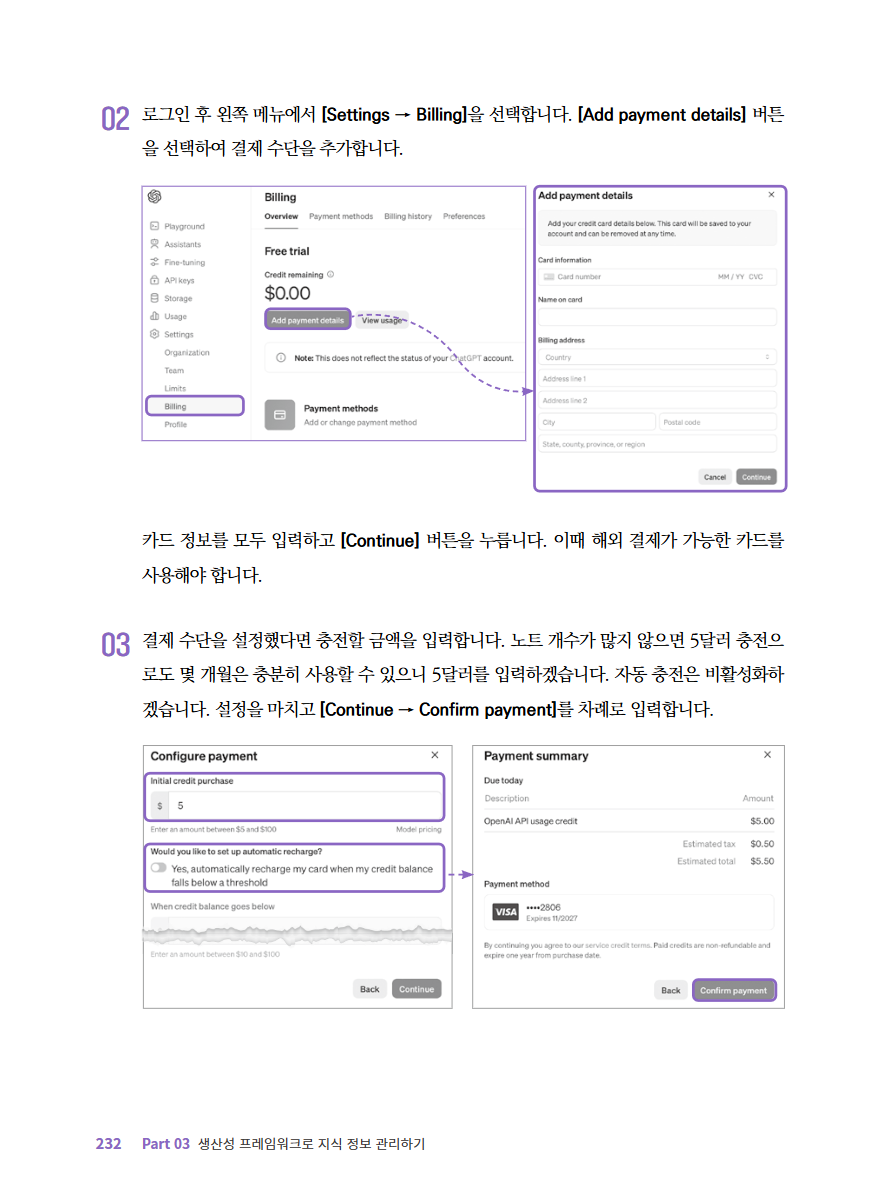 02 로그인 후 왼쪽 메뉴에서 [Settings → Billing]을 선택합니다. [Add payment details] 버튼
을 선택하여 결제 수단을 추가합니다.
Playground
Assistants
Fine-tuning
API keys
Storage
Usage
Settings
Organization
Team
Limits
Billing
Profile
Billing
Overview Payment methods Billing history Preferences
Free trial
Credit remaining
$0.00
Add payment details View usage
Note: This does not reflect the status of your ChatGPT account.
Payment methods
Add or change payment method
Add payment details ×
Add your credit card details below. This card will be saved to your
account and can be removed at any time.
Card information
Card number MM / YY CVC
Name on card
Billing address
Country
Address line 1
Address line 2
City Postal code
State, county, province, or region
Cancel Continue
카드 정보를 모두 입력하고 [Continue] 버튼을 누릅니다. 이때 해외 결제가 가능한 카드를
사용해야 합니다.
03 결제 수단을 설정했다면 충전할 금액을 입력합니다. 노트 개수가 많지 않으면 5달러 충전으
로도 몇 개월은 충분히 사용할 수 있으니 5달러를 입력하겠습니다. 자동 충전은 비활성화하
겠습니다. 설정을 마치고 [Continue → Confirm payment]를 차례로 입력합니다.
Configure payment ×
Initial credit purchase
$ 5
Enter an amount between $5 and $100 Model pricing
Would you like to set up automatic recharge?
Yes, automatically recharge my card when my credit balance
falls below a threshold
When credit balance goes below
Enter an amount between $10 and $100
Back Continue
Payment summary ×
Due today
Description Amount
OpenAI API usage credit $5.00
Estimated tax $0.50
Estimated total $5.50
Payment method
VISA ••••2806
Expires 11/2027
By continuing you agree to our service credit terms. Paid credits are non-refundable and
expire one year from purchase date.
Back Confirm payment
232 Part 03 생산성 프레임워크로 지식 정보 관리하기